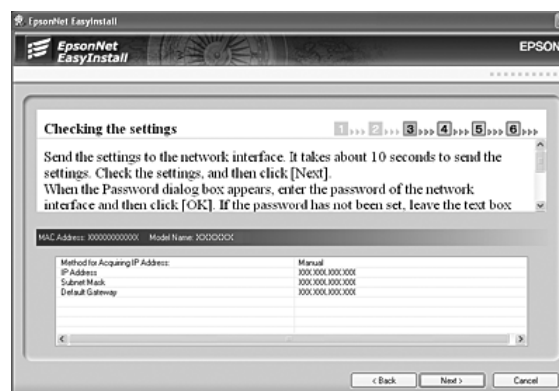 EpsonNet EasyInstall
EpsonNet
EasyInstall
EPSON
Checking the settings
1 2 3 4 5 6
Send the settings to the network interface. It takes about 10 seconds to send the
settings. Check the settings, and then click [Next].
When the Password dialog box appears, enter the password of the network
interface and then click [OK]. If the password has not been set, leave the text box
MAC Address: XXXXXXXXXXXX Model Name: XXXXXXX
Method for Acquiring IP Address: Manual
IP Address XXX.XXX.XXX.XXX
Subnet Mask XXX.XXX.XXX.XXX
Default Gateway XXX.XXX.XXX.XXX
< Back Next > Cancel